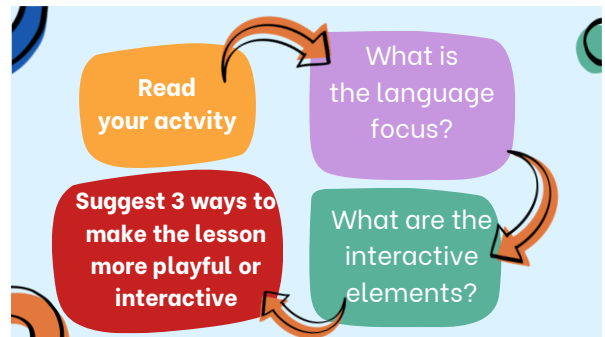 Read
your actvity
What is
the language
focus?
What are the
interactive
elements?
Suggest 3 ways to
make the lesson
more playful or
interactive